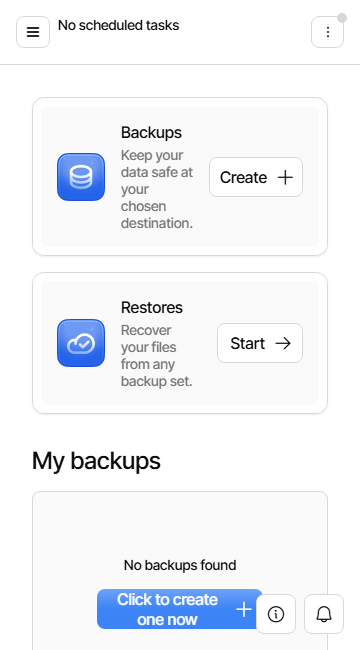 No scheduled tasks
Backups
Keep your
data safe at
your
chosen
destination.
Create
Restores
Recover
your files
from any
backup set.
Start
My backups
No backups found
Click to create
one now